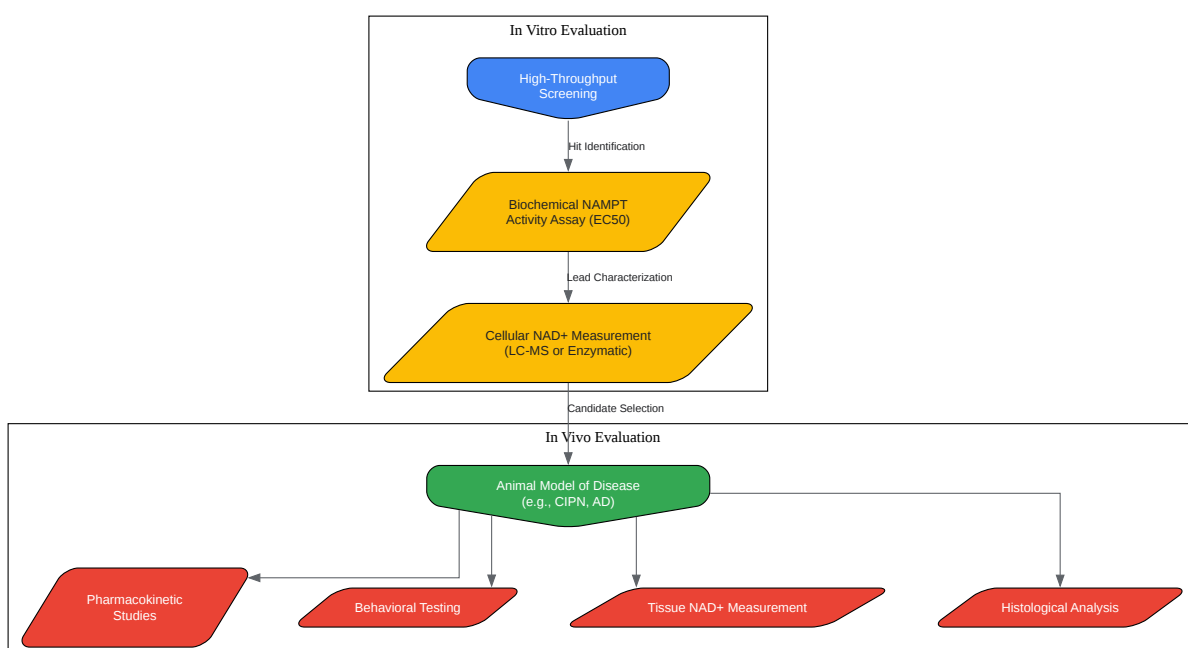 In Vitro Evaluation
High-Throughput
Screening
Hit Identification
Biochemical NAMPT
Activity Assay (EC50)
Lead Characterization
Cellular NAD+ Measurement
(LC-MS or Enzymatic)
Candidate Selection
In Vivo Evaluation
Animal Model of Disease
(e.g., CIPN, AD)
Pharmacokinetic
Studies
Behavioral Testing
Tissue NAD+ Measurement
Histological Analysis